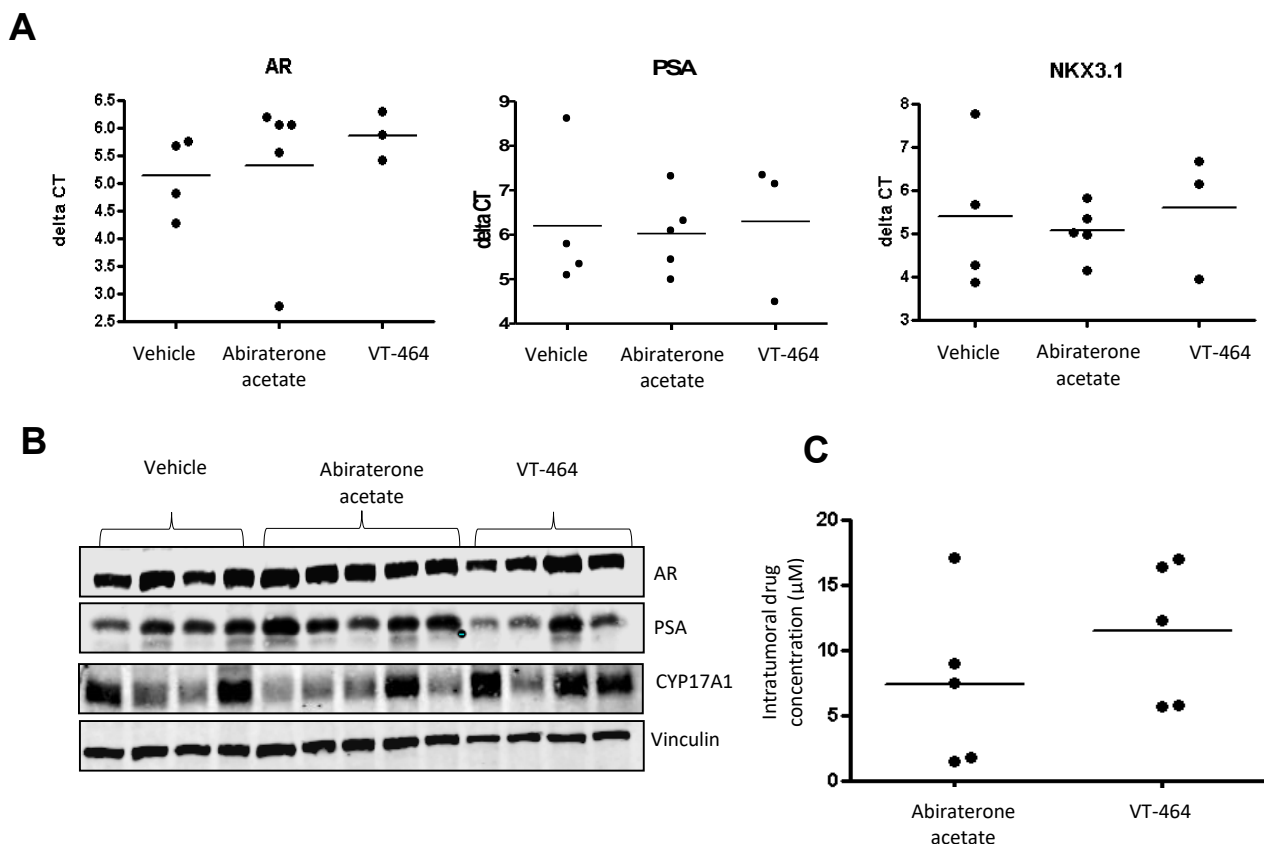 A
AR
6.5
6.0
5.5
5.0
4.5
4.0
3.5
3.0
2.5
delta CT
Vehicle
Abiraterone
acetate
VT-464
PSA
9
8
7
6
5
4
delta CT
Vehicle
Abiraterone
acetate
VT-464
NKX3.1
8
7
6
5
4
3
delta CT
Vehicle
Abiraterone
acetate
VT-464
B
Vehicle
Abiraterone
acetate
VT-464
AR
PSA
CYP17A1
Vinculin
C
20
15
10
5
0
Intratumoral drug
concentration (µM)
Abiraterone
acetate
VT-464